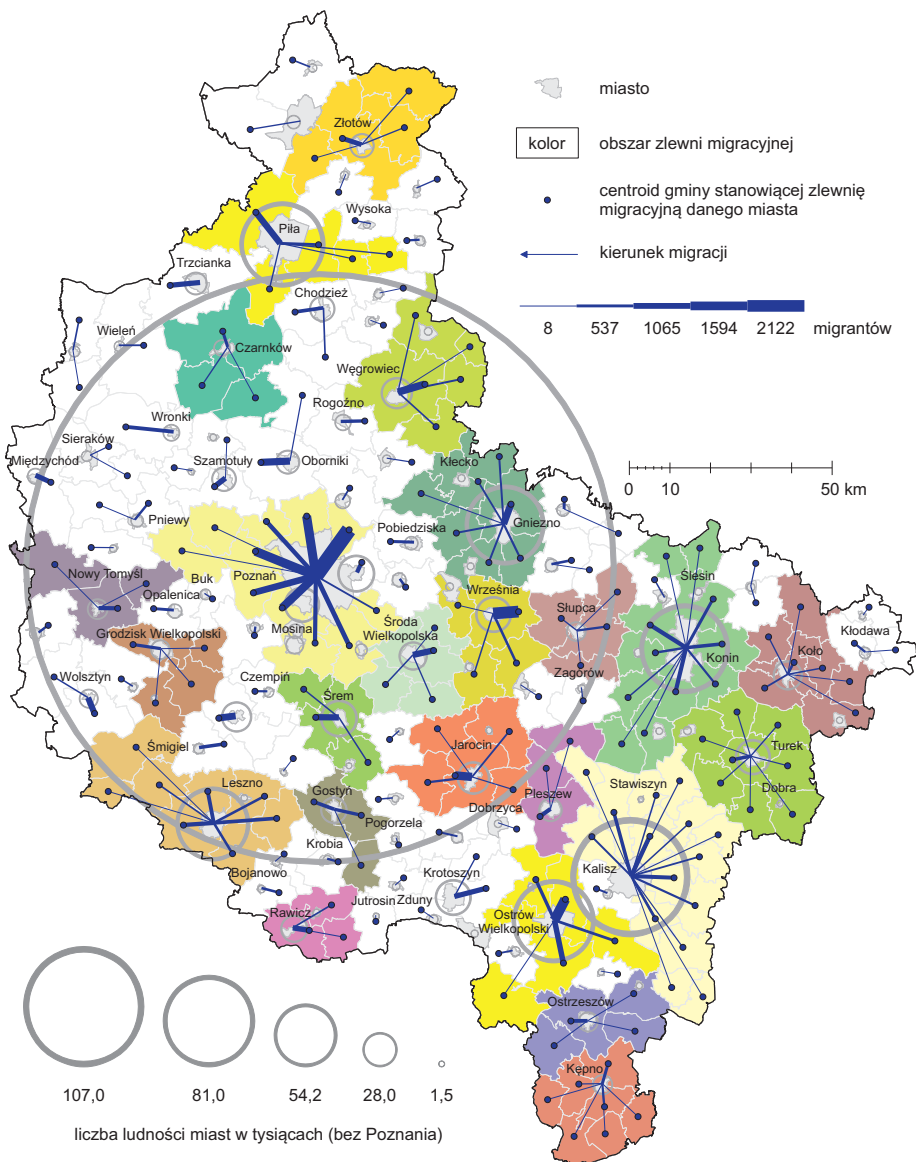 miasto
Złotów
kolor
obszar zlewni migracyjnej
centroid gminy stanowiącej zlewnię
migracyjną danego miasta
Wysoka
Piła
kierunek migracji
Trzcianka
Chodzież
8 537 1065 1594 2122 migrantów
Wieleń
Czarnków
Węgrowiec
Rogoźno
Wronki
Sieraków
Międzychód
Szamotuły
Oborniki
Kłecko
0 10 50 km
Pniewy
Pobiedziska
Gniezno
Nowy Tomyśl
Buk
Poznań
Ślesin
Opalenica
Września
Słupca
Mosina
Środa
Wielkopolska
Grodzisk Wielkopolski
Kłodawa
Koło
Konin
Zagorów
Wolsztyn
Czempiń
Śrem
Śmigiel
Jarocin
Turek
Leszno
Gostyń
Pleszew
Stawiszyn
Dobra
Dobrzyca
Pogorzela
Krobia
Bojanowo
Krotoszyn
Kalisz
Jutrosin
Zduny
Rawicz
Ostrów
Wielkopolski
Ostrzeszów
Kępno
107,0 81,0 54,2 28,0 1,5
liczba ludności miast w tysiącach (bez Poznania)